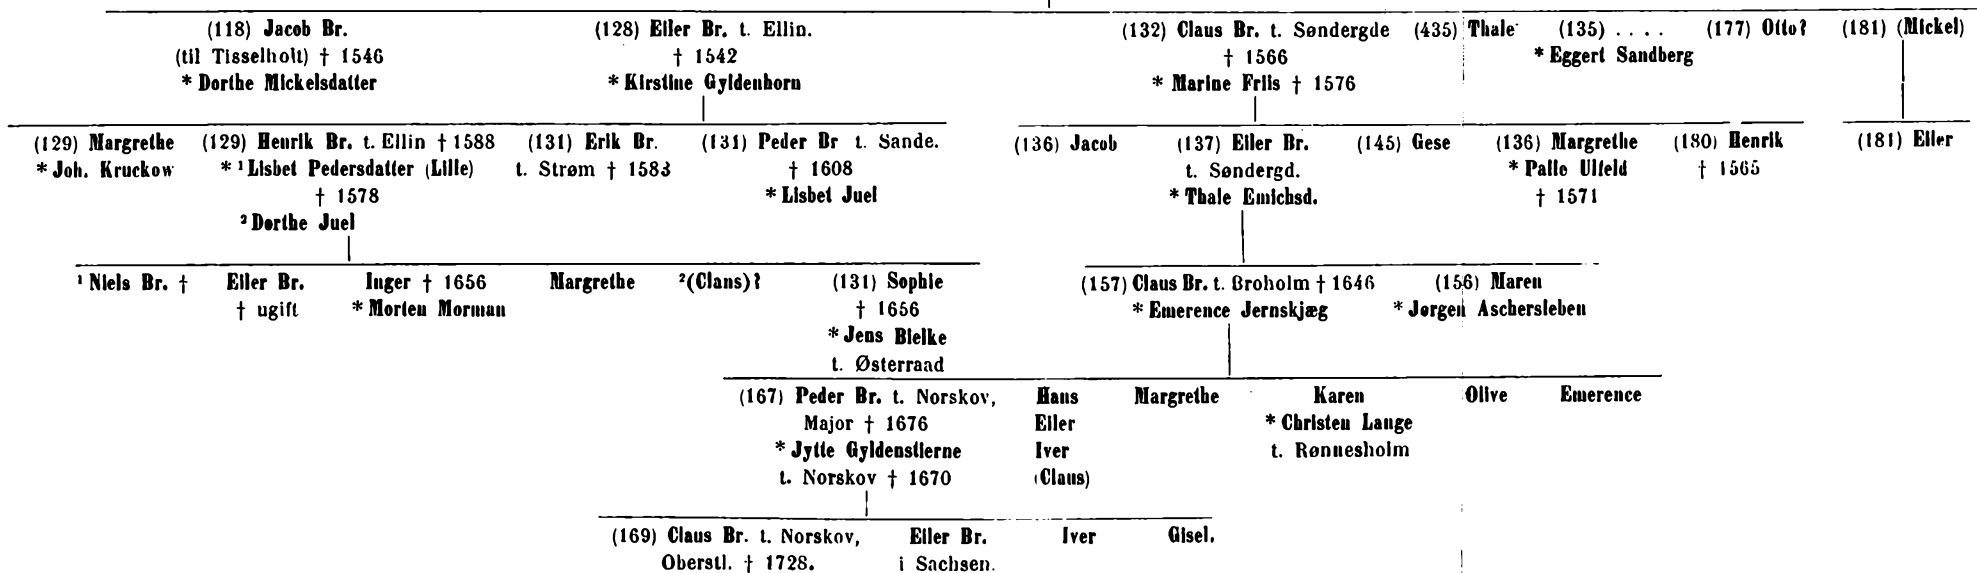 (118) Jacob Br. (128) Eiler Br. t. Ellin. (132) Claus Br. t. Søndergde (435) Thale (135) . . . . (177) Otto? (181) (Mickel)
(til Tisselholt) † 1546 † 1542 † 1566 * Eggert Sandberg
* Dorthe Mickelsdatter * Kirstine Gyldenhorn * Marine Friis † 1576
(129) Margrethe (129) Henrik Br. t. Ellin † 1588 (131) Erik Br. (131) Peder Br t. Sande. (136) Jacob (137) Eiler Br. (145) Gese (136) Margrethe (180) Henrik (181) Eiler
* Joh. Kruckow * ¹ Lisbet Pedersdatter (Lille) t. Strøm † 1583 † 1608 t. Søndergd. * Palle Ulfeld † 1565
† 1578 * Lisbet Juel * Thale Emichsd. † 1571
² Dorthe Juel
¹ Niels Br. † Eiler Br. Inger † 1656 Margrethe ²(Clans)? (131) Sophie (157) Claus Br. t. Broholm † 1646 (156) Maren
† ugift * Morten Morman † 1656 * Emerence Jernskjæg * Jørgen Aschersleben
* Jens Bielke
t. Østerraad
(167) Peder Br. t. Norskov, Hans Margrethe Karen Olive Emerence
Major † 1676 Eiler * Christen Lange
* Jytte Gyldenstierne Iver t. Rønnesholm
t. Norskov † 1670 (Claus)
(169) Claus Br. t. Norskov, Eiler Br. Iver Gisel.
Oberstl. † 1728. i Sachsen.